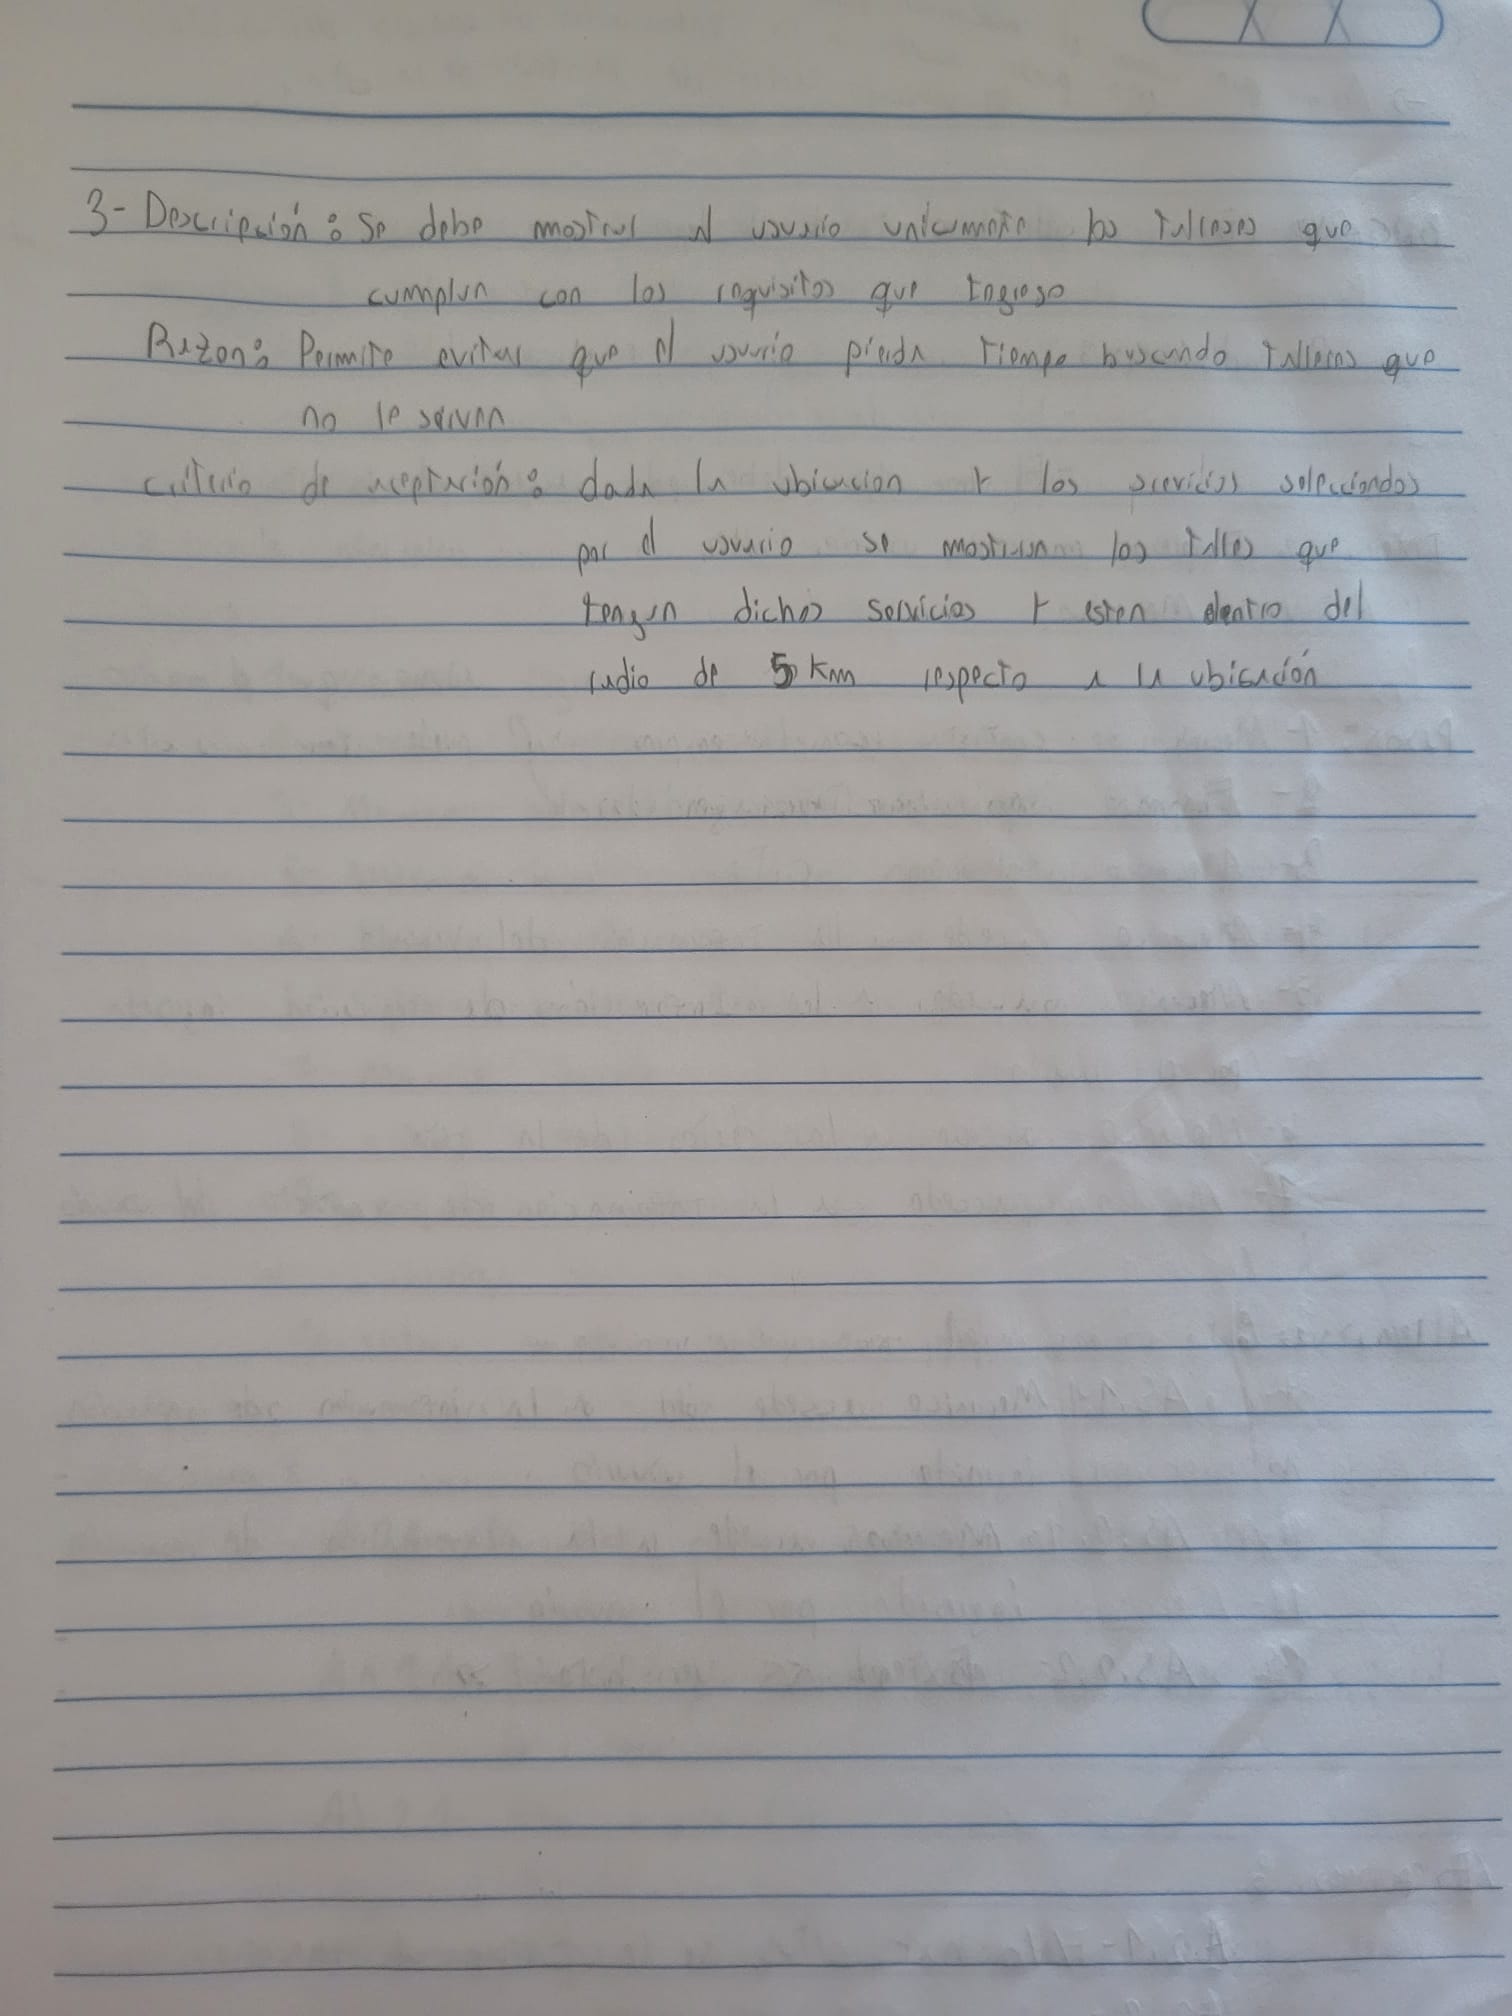 3- Descripción: Se debe mostrar al usuario unicamente los talleres que
cumplan con los requisitos que Ingreso
Razon: Permite evitar que el usuario pierda tiempo buscando talleres que
no le servan
criterio de aceptación: dada la ubicacion y los servicios selecciondos
por el usuario se mostraran los talles que
tengan dichos servicios y esten dentro del
radio de 5 Km respecto a la ubicación